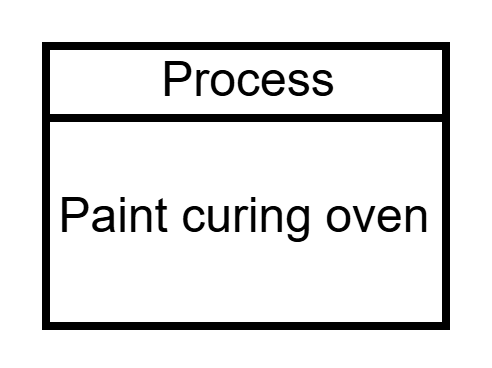 Process
Paint curing oven